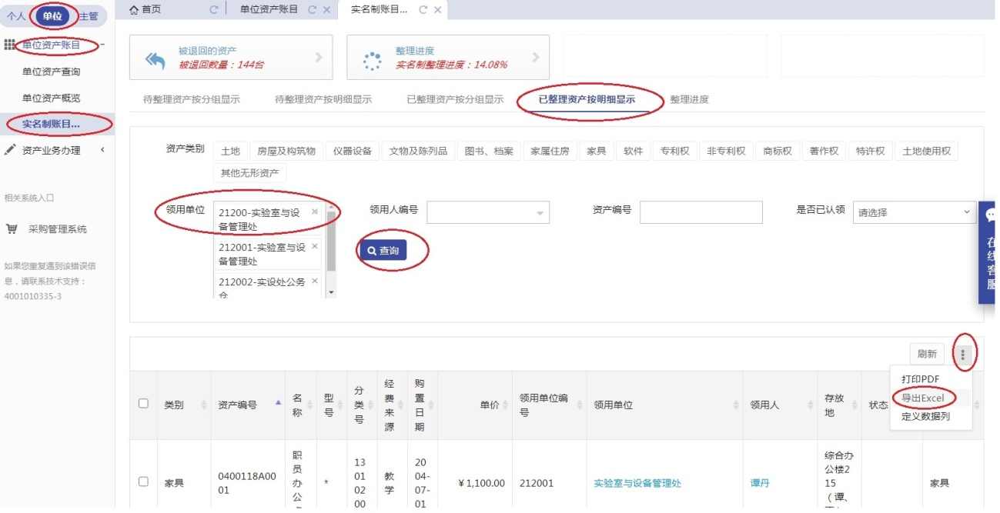 个人 单位 主管
首页
单位资产账目
实名制账目...
单位资产账目
单位资产查询
单位资产概览
实名制账目...
资产业务办理
相关系统入口
采购管理系统
如果您重复遇到该错误信
息，请联系技术支持：
4001010335-3
被退回的资产
被退回数量：144台
整理进度
实名制整理进度：14.08%
待整理资产按分组显示
待整理资产按明细显示
已整理资产按分组显示
已整理资产按明细显示
整理进度
资产类别
土地 房屋及构筑物 仪器设备 文物及陈列品 图书、档案 家属住房 家具 软件 专利权 非专利权 商标权 著作权 特许权 土地使用权
其他无形资产
领用单位
21200-实验室与设
备管理处
212001-实验室与设
备管理处
212002-实设处公务
仓
领用人编号
资产编号
是否已认领
请选择
查询
在线客服
刷新
打印PDF
导出Excel
定义数据列
类别
资产编号
名
称
型
号
分
类
号
经
费
来
源
购
置
日
期
单价
领用单位编
号
领用单位
领用人
存放
地
状态
家具
0400118A00
01
职
员
办
公
*
13
01
02
00
教
学
20
04-
07-
01
￥1,100.00
212001
实验室与设备管理处
谭丹
综合办
公楼2
15
（谭、
家具